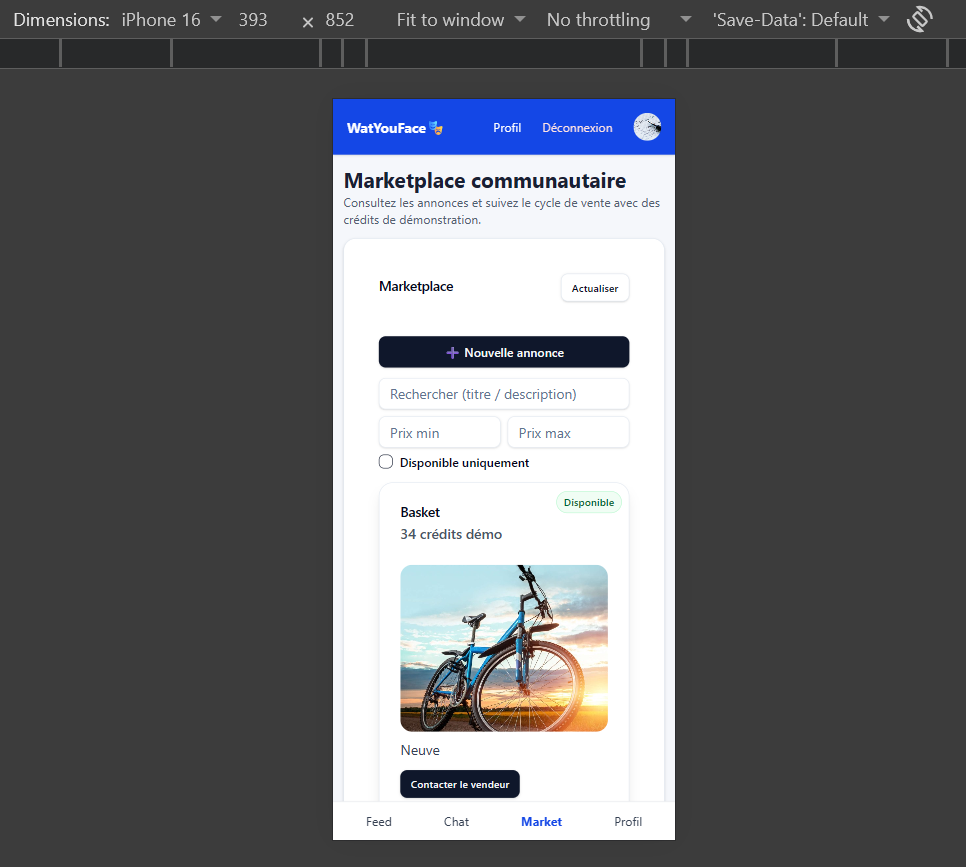 Dimensions: iPhone 16 393 × 852 Fit to window No throttling 'Save-Data': Default
WatYouFace Profil Déconnexion
Marketplace communautaire
Consultez les annonces et suivez le cycle de vente avec des
crédits de démonstration.
Marketplace Actualiser
➕ Nouvelle annonce
Rechercher (titre / description)
Prix min Prix max
Disponible uniquement
Disponible
Basket
34 crédits démo
Neuve
Contacter le vendeur
Feed Chat Market Profil